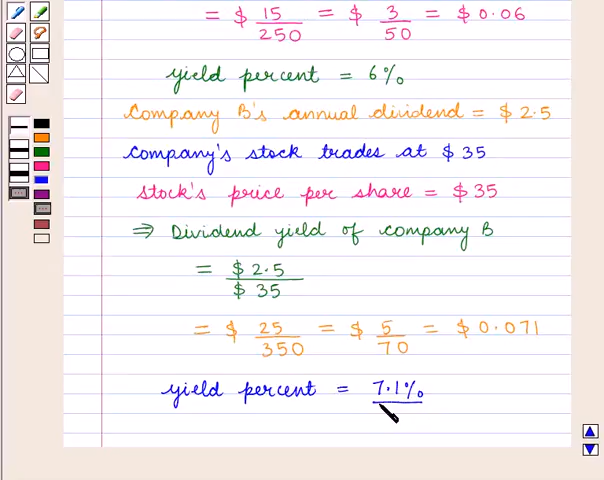 = $ 15/250 = $ 3/50 = $0.06
yield percent = 6%
Company B's annual dividend = $2.5
Company's stock trades at $35
Stock's price per share = $35
⇒ Dividend yield of company B
= $2.5/$35
= $ 25/350 = $ 5/70 = $0.071
yield percent = 7.1%